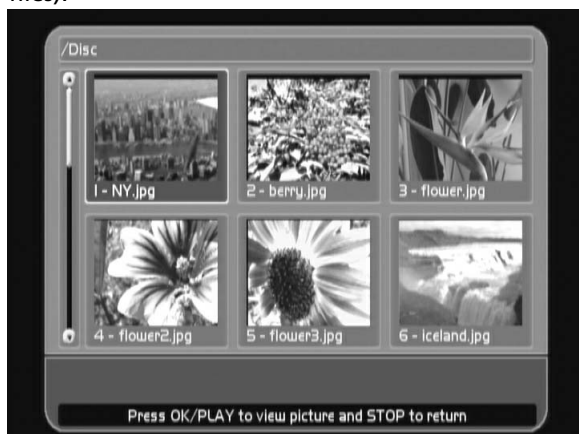 /Disc
1 - NY.jpg
2 - berry.jpg
3 - flower.jpg
4 - flower2.jpg
5 - flower3.jpg
6 - iceland.jpg
Press OK/PLAY to view picture and STOP to return